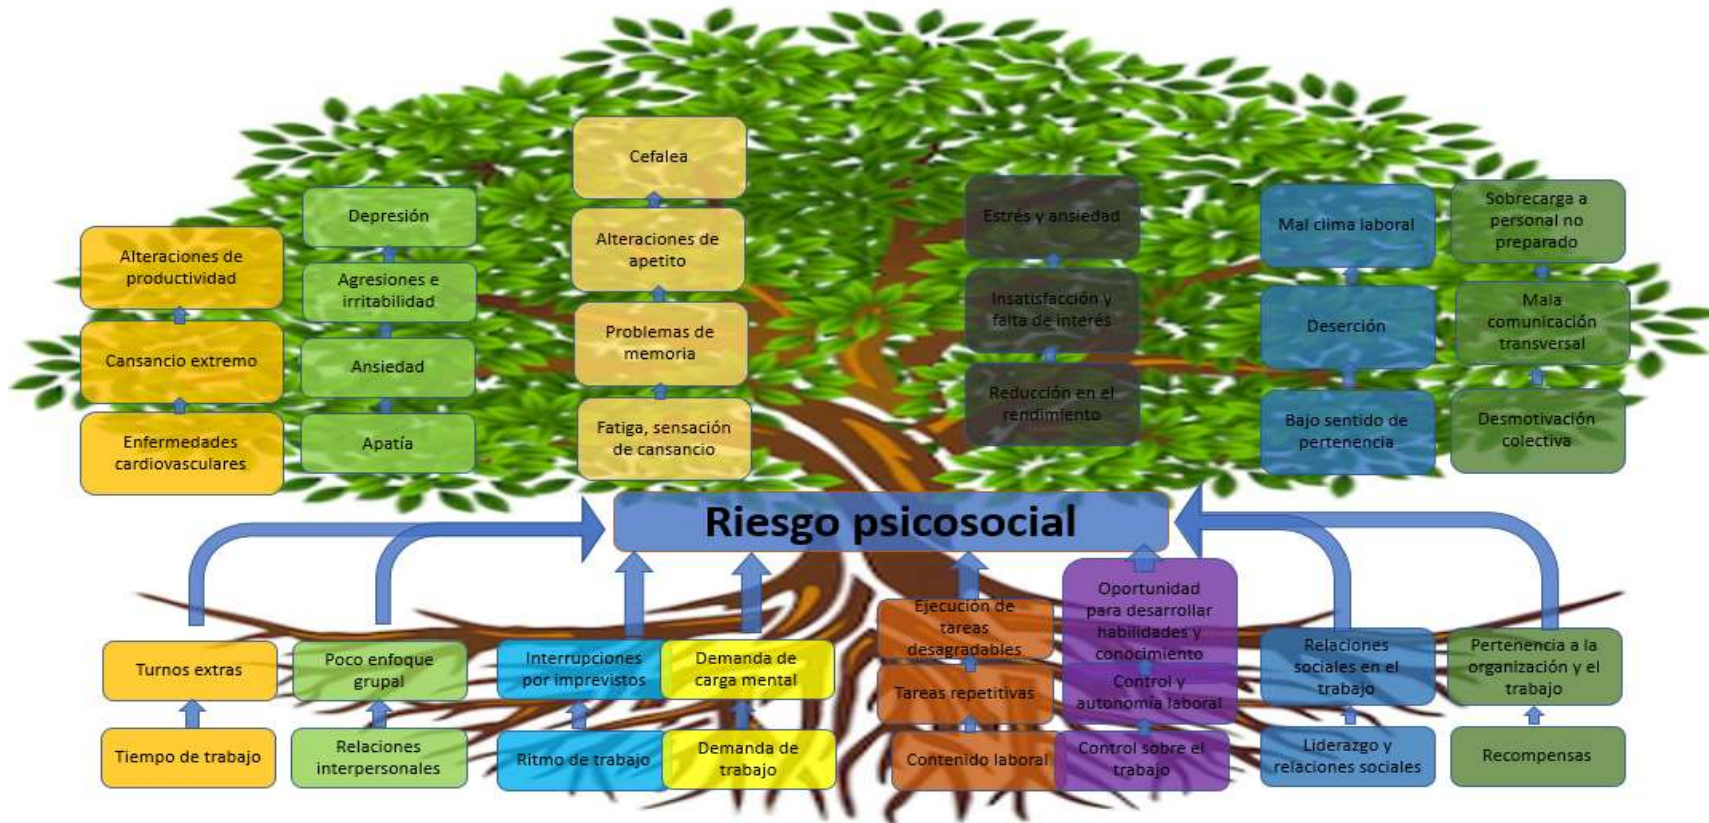 Cefalea
Depresión
Estrés y ansiedad
Mal clima laboral
Sobrecarga a
personal no
preparado
Alteraciones de
productividad
Agresiones e
irritabilidad
Alteraciones de
apetito
Insatisfacción y
falta de interés
Deserción
Mala
comunicación
transversal
Cansancio extremo
Ansiedad
Problemas de
memoria
Reducción en el
rendimiento
Bajo sentido de
pertenencia
Desmotivación
colectiva
Enfermedades
cardiovasculares
Apatía
Fatiga, sensación
de cansancio
Riesgo psicosocial
Turnos extras
Poco enfoque
grupal
Interrupciones
por imprevistos
Demanda de
carga mental
Ejecución de
tareas
desagradables
Oportunidad
para desarrollar
habilidades y
conocimiento
Relaciones
sociales en el
trabajo
Pertenencia a la
organización y el
trabajo
Tareas repetitivas
Control y
autonomía laboral
Tiempo de trabajo
Relaciones
interpersonales
Ritmo de trabajo
Demanda de
trabajo
Contenido laboral
Control sobre el
trabajo
Liderazgo y
relaciones sociales
Recompensas